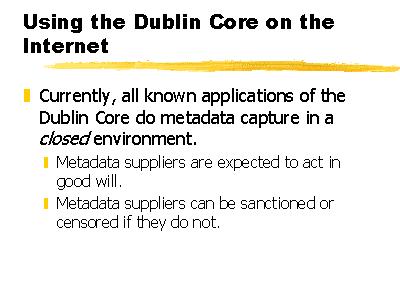 Using the Dublin Core on the
Internet
Currently, all known applications of the
Dublin Core do metadata capture in a
closed environment.
Metadata suppliers are expected to act in
good will.
Metadata suppliers can be sanctioned or
censored if they do not.